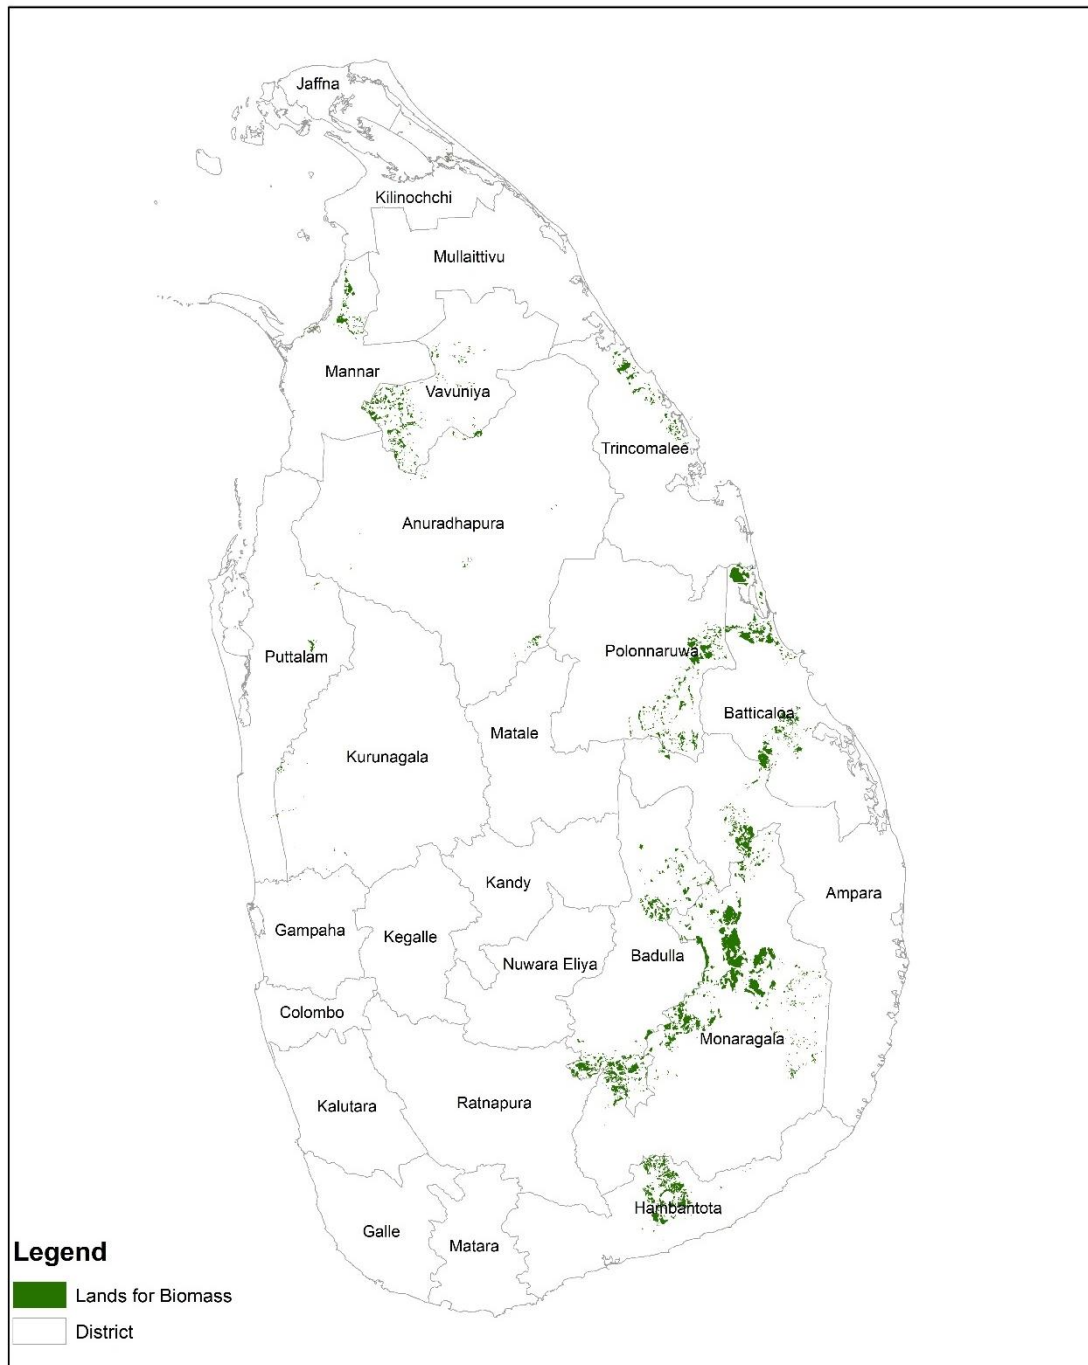 Jaffna
Kilinochchi
Mullaittivu
Mannar
Vavuniya
Trincomalee
Anuradhapura
Puttalam
Polonnaruwa
Batticaloa
Matale
Kurunagala
Kandy
Ampara
Gampaha
Kegalle
Nuwara Eliya
Badulla
Colombo
Monaragala
Kalutara
Ratnapura
Hambantota
Galle
Matara
Legend
Lands for Biomass
District